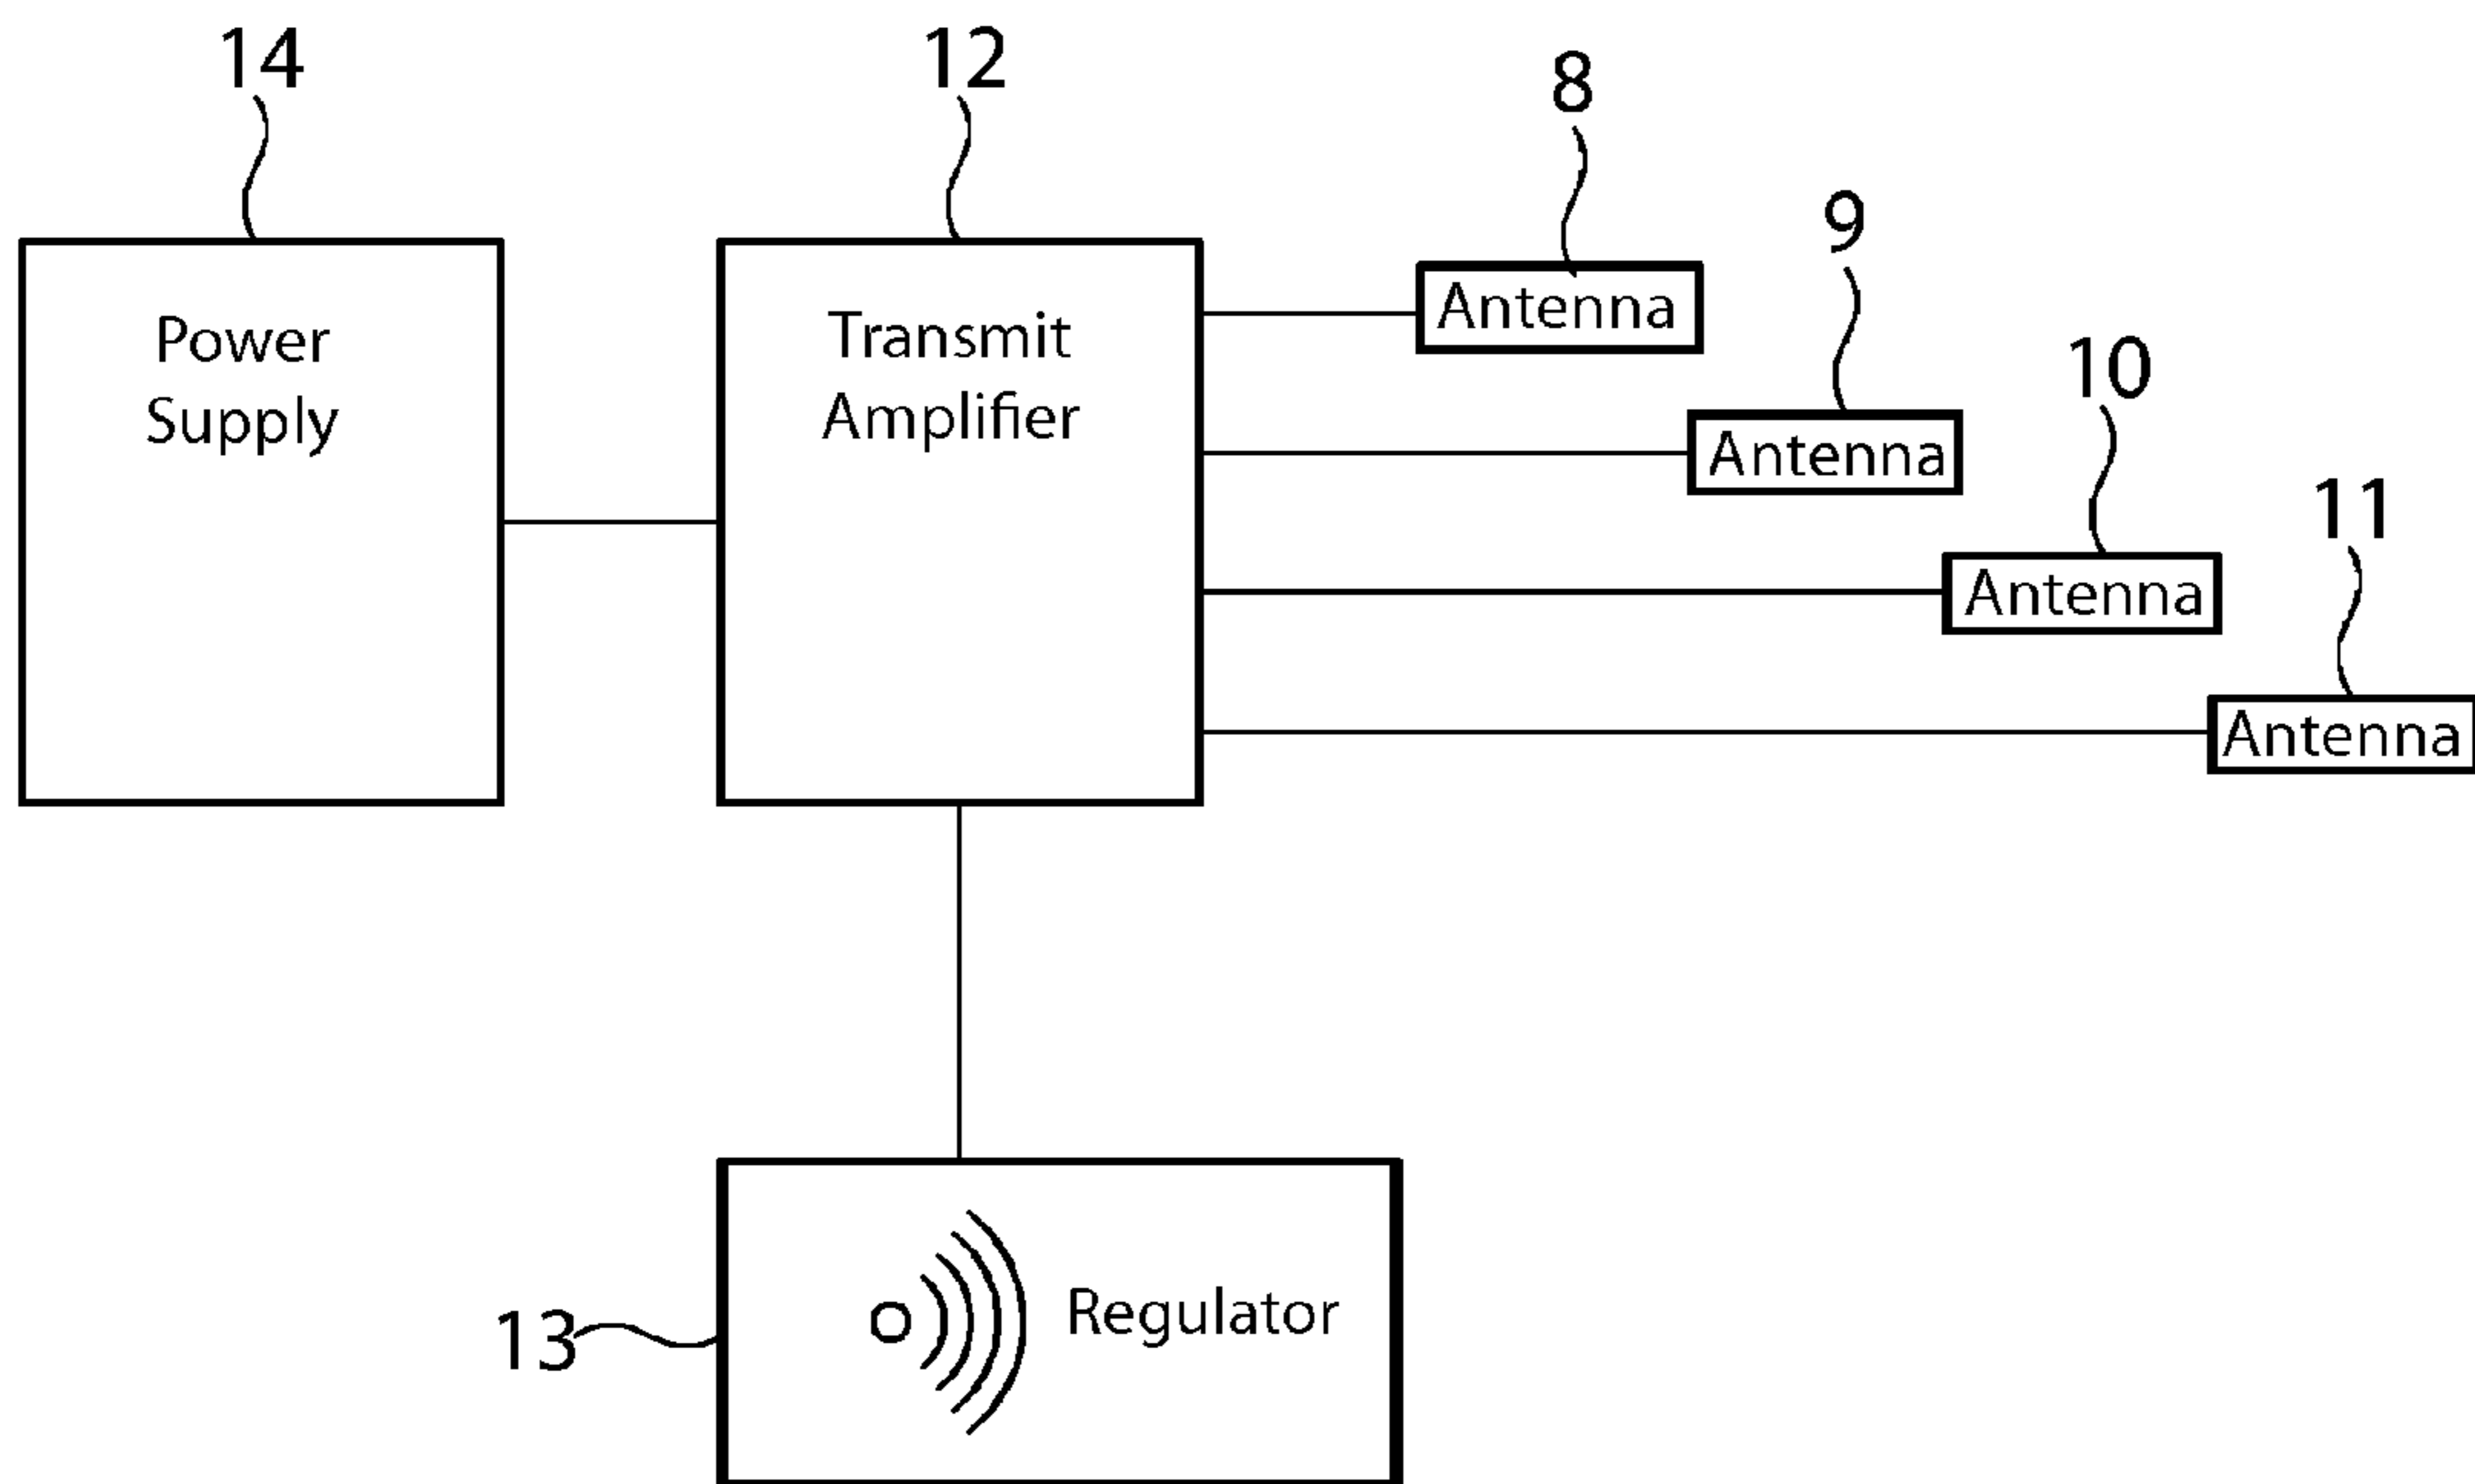 14
12
8
9
10
11
Power
Supply
Transmit
Amplifier
Antenna
Antenna
Antenna
Antenna
13
Regulator